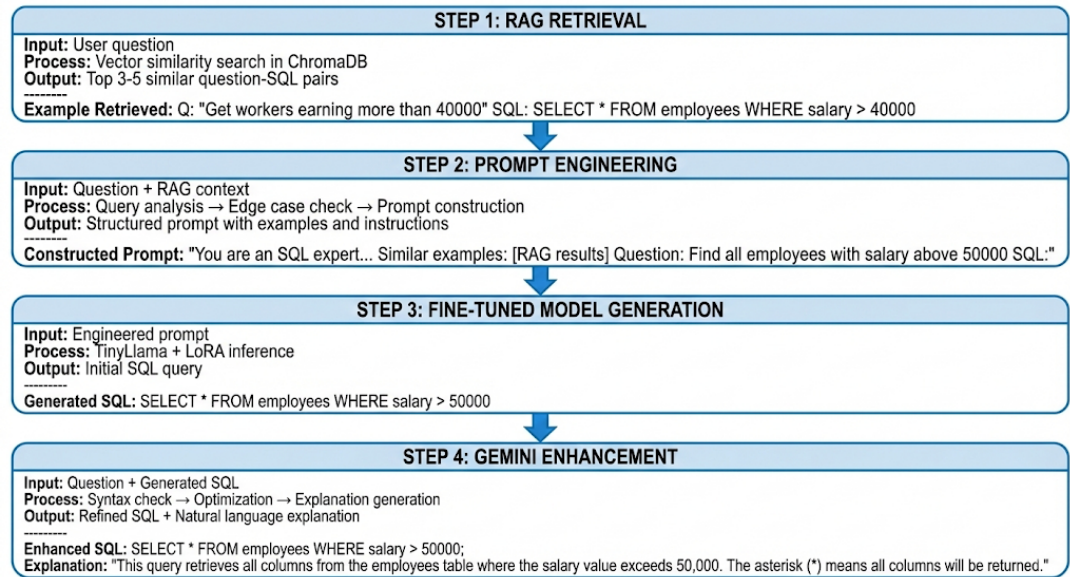 STEP 1: RAG RETRIEVAL
Input: User question
Process: Vector similarity search in ChromaDB
Output: Top 3-5 similar question-SQL pairs
--------
Example Retrieved: Q: "Get workers earning more than 40000" SQL: SELECT * FROM employees WHERE salary > 40000
STEP 2: PROMPT ENGINEERING
Input: Question + RAG context
Process: Query analysis → Edge case check → Prompt construction
Output: Structured prompt with examples and instructions
--------
Constructed Prompt: "You are an SQL expert... Similar examples: [RAG results] Question: Find all employees with salary above 50000 SQL:"
STEP 3: FINE-TUNED MODEL GENERATION
Input: Engineered prompt
Process: TinyLlama + LoRA inference
Output: Initial SQL query
--------
Generated SQL: SELECT * FROM employees WHERE salary > 50000
STEP 4: GEMINI ENHANCEMENT
Input: Question + Generated SQL
Process: Syntax check → Optimization → Explanation generation
Output: Refined SQL + Natural language explanation
--------
Enhanced SQL: SELECT * FROM employees WHERE salary > 50000;
Explanation: "This query retrieves all columns from the employees table where the salary value exceeds 50,000. The asterisk (*) means all columns will be returned."